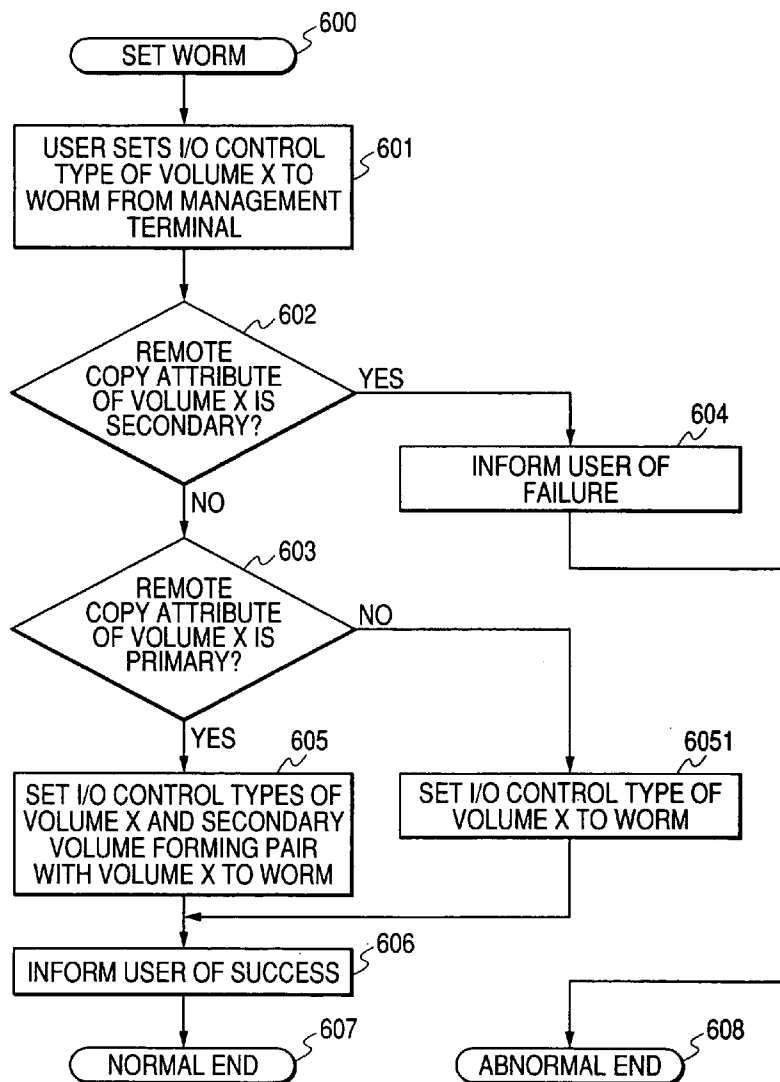 600
SET WORM
601
USER SETS I/O CONTROL
TYPE OF VOLUME X TO
WORM FROM MANAGEMENT
TERMINAL
602
REMOTE
COPY ATTRIBUTE
OF VOLUME X IS
SECONDARY?
YES
NO
604
INFORM USER OF
FAILURE
603
REMOTE
COPY ATTRIBUTE
OF VOLUME X IS
PRIMARY?
NO
YES
605
SET I/O CONTROL TYPES OF
VOLUME X AND SECONDARY
VOLUME FORMING PAIR
WITH VOLUME X TO WORM
6051
SET I/O CONTROL TYPE OF
VOLUME X TO WORM
606
INFORM USER OF SUCCESS
607
NORMAL END
608
ABNORMAL END